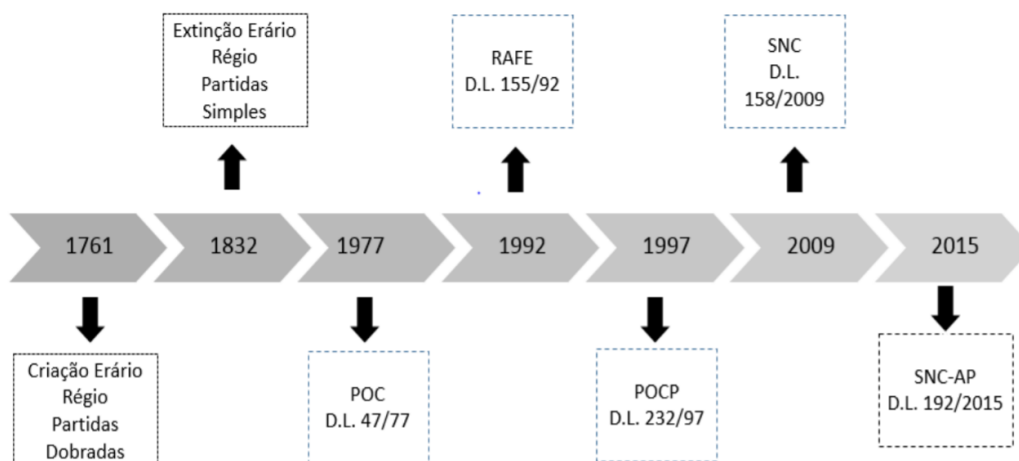 Extinção Erário
Régio
Partidas
Simples
RAFE
D.L. 155/92
SNC
D.L.
158/2009
1761
1832
1977
1992
1997
2009
2015
Criação Erário
Régio
Partidas
Dobradas
POC
D.L. 47/77
POCP
D.L. 232/97
SNC-AP
D.L. 192/2015